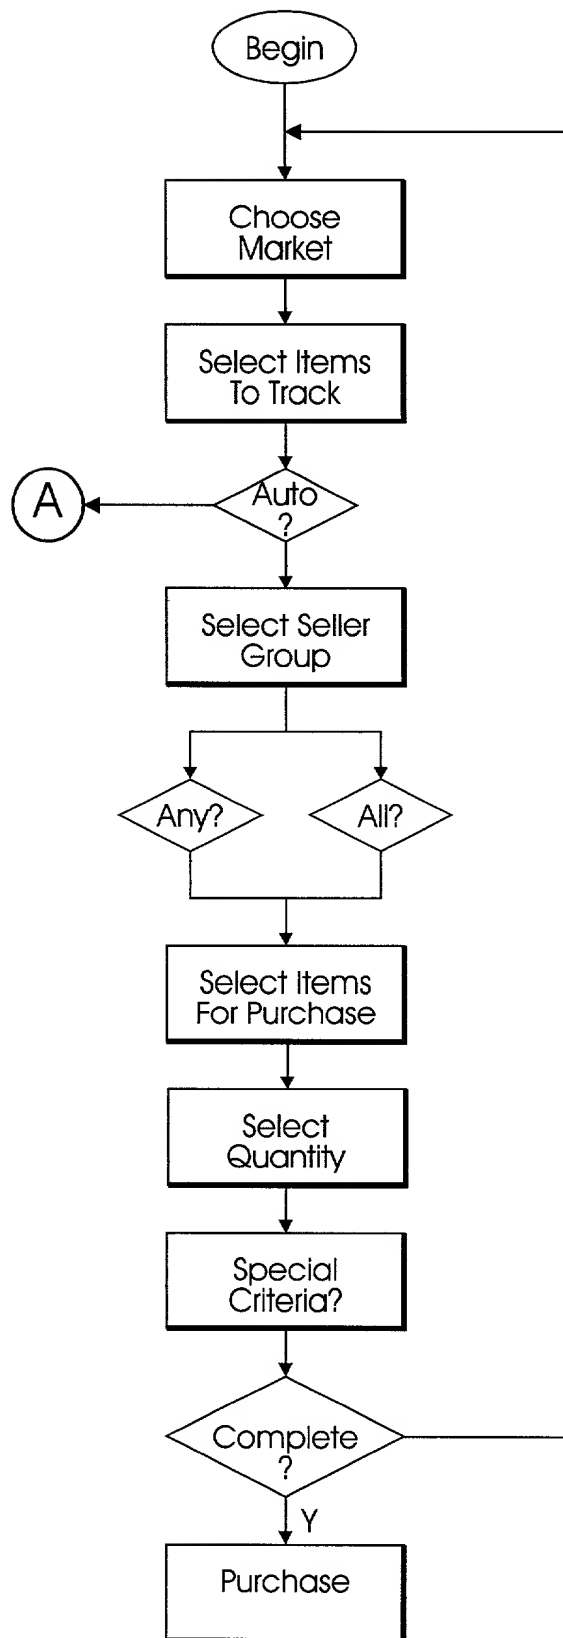 Begin
Choose
Market
Select Items
To Track
A
Auto
?
Select Seller
Group
Any?
All?
Select Items
For Purchase
Select
Quantity
Special
Criteria?
Complete
?
Y
Purchase